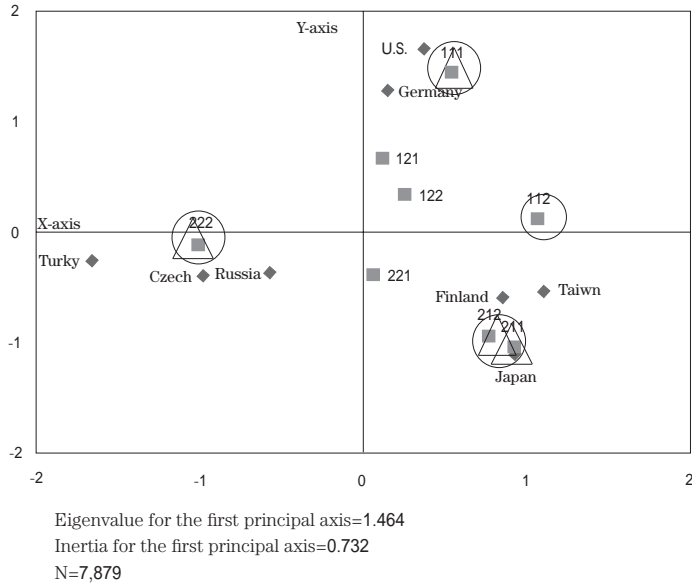 2
Y-axis
U.S.
111
Germany
1
121
122
112
X-axis
0
222
Turky
Czech
Russia
221
Finland
Taiwn
212
211
-1
Japan
-2
-2
-1
0
1
2
Eigenvalue for the first principal axis=1.464
Inertia for the first principal axis=0.732
N=7,879